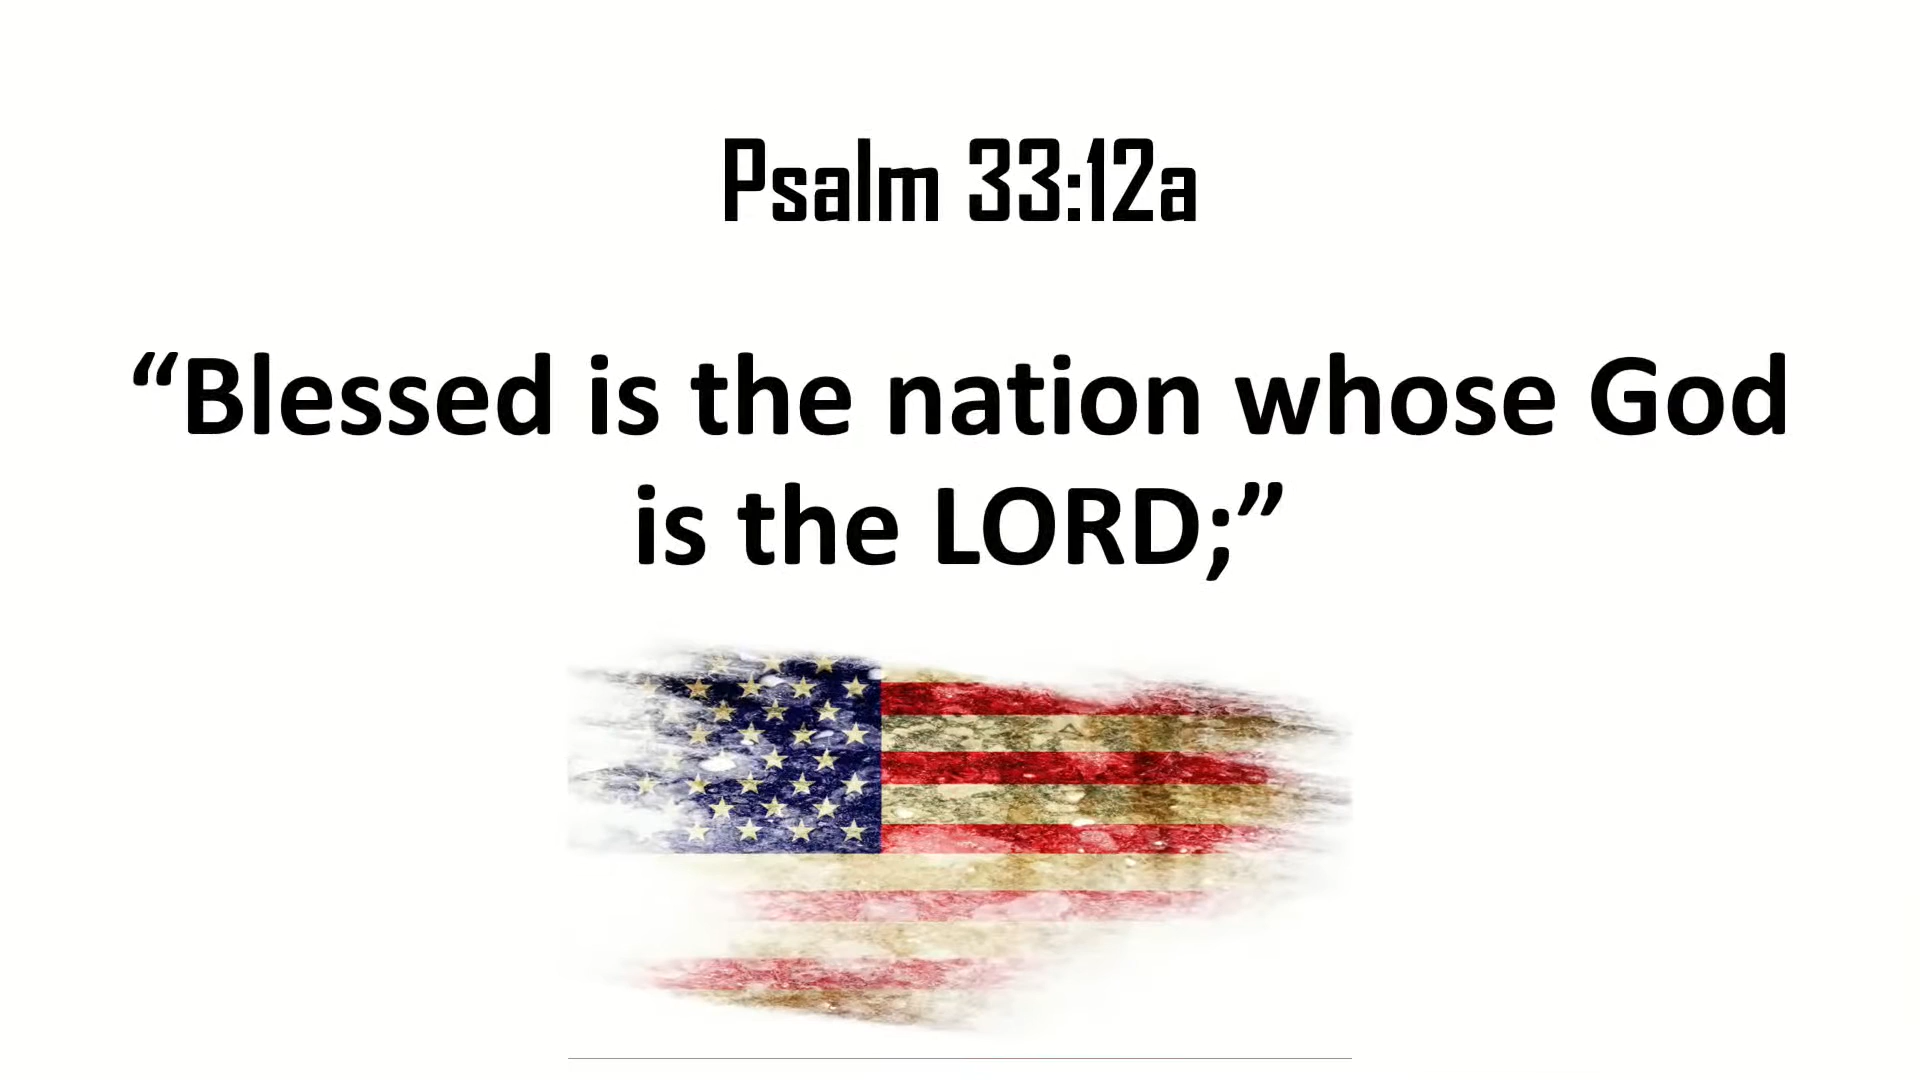 Psalm 33:12a
“Blessed is the nation whose God
is the LORD;”